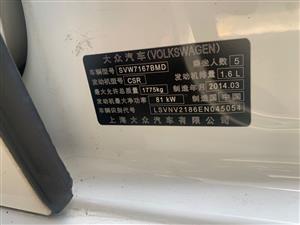 大众汽车(VOLKSWAGEN)
车辆型号 SVW7167BMD 乘坐人数 5
发动机型号 CSR 发动机排量 1.6 L
最大允许总质量 1775kg 制造年月 2014.03
发动机最大净功率 81 kW 制造国 中国
车辆识别代号 LSVNV2186EN045054
上海大众汽车有限公司